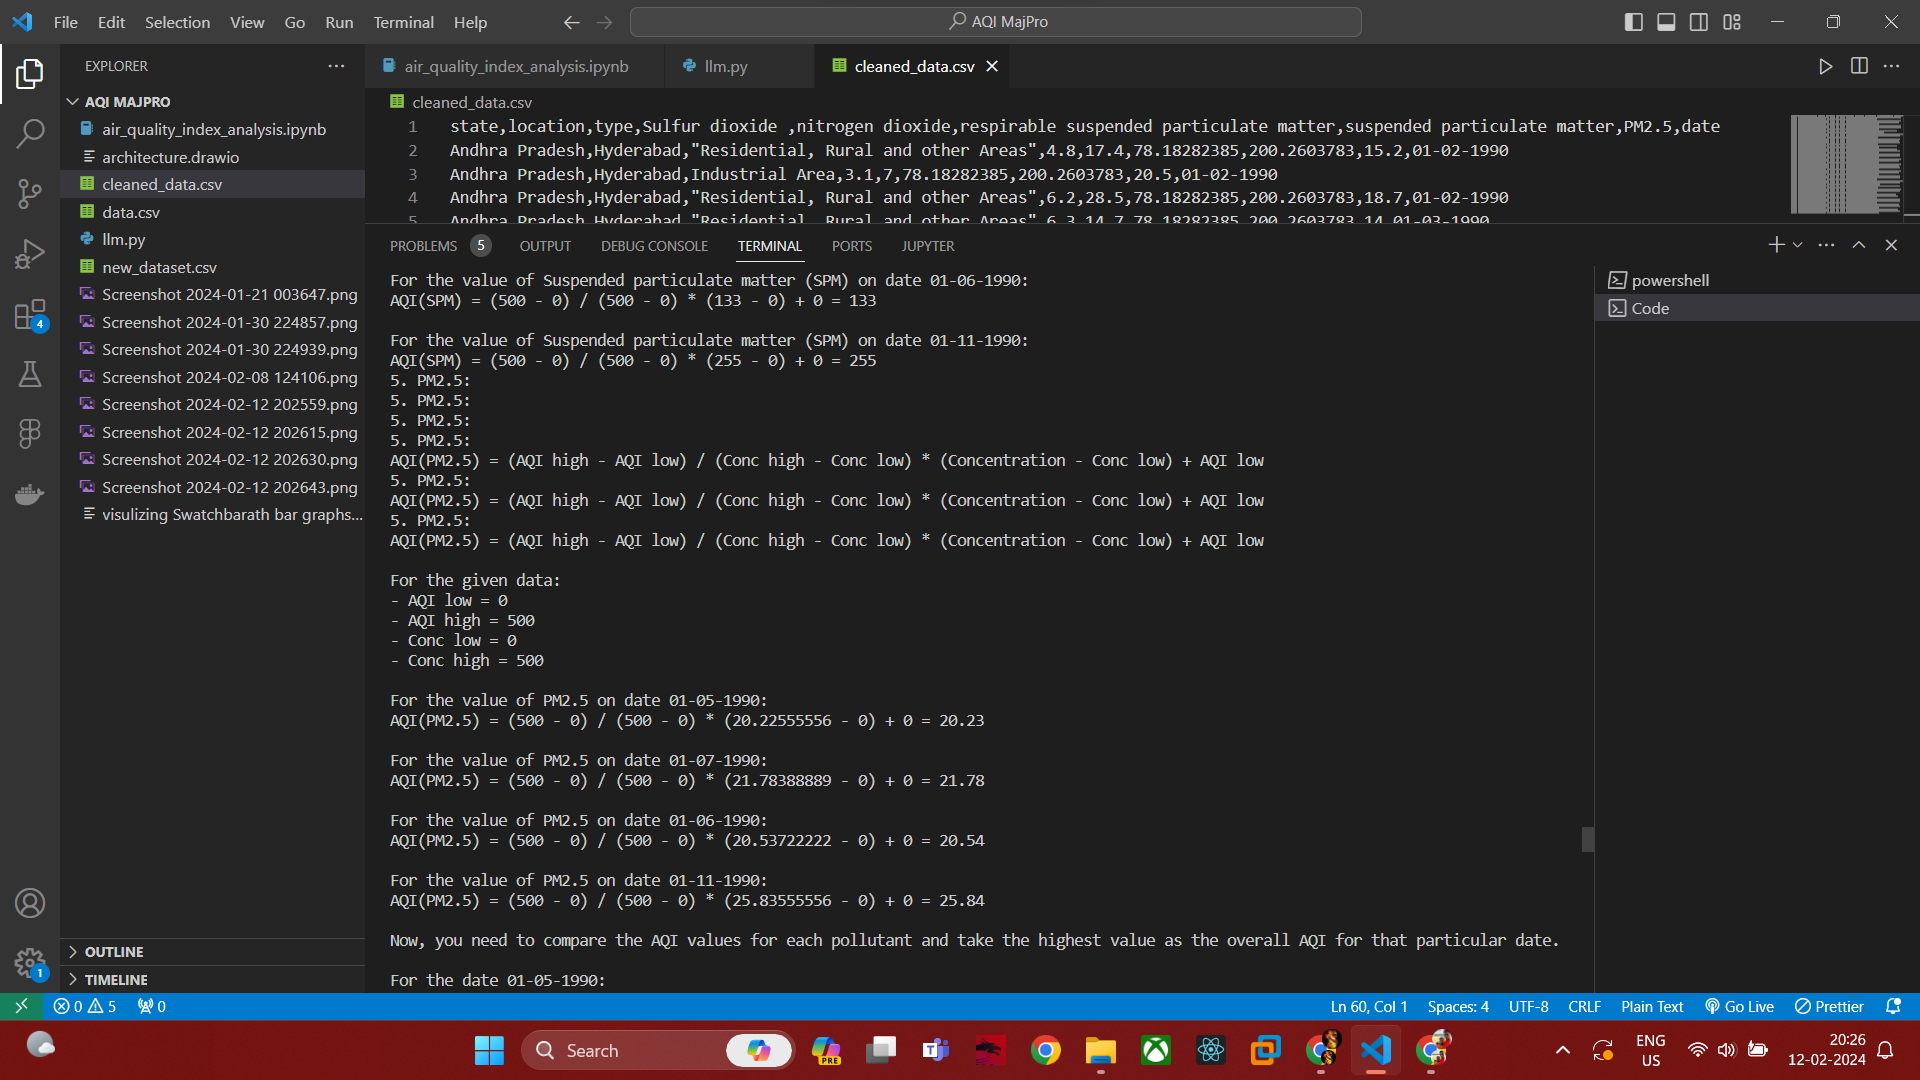 File Edit Selection View Go Run Terminal Help
AQI MajPro
EXPLORER
AQI MAJPRO
air_quality_index_analysis.ipynb
architecture.drawio
cleaned_data.csv
data.csv
llm.py
new_dataset.csv
Screenshot 2024-01-21 003647.png
Screenshot 2024-01-30 224857.png
Screenshot 2024-01-30 224939.png
Screenshot 2024-02-08 124106.png
Screenshot 2024-02-12 202559.png
Screenshot 2024-02-12 202615.png
Screenshot 2024-02-12 202630.png
Screenshot 2024-02-12 202643.png
visulizing Swatchbarath bar graphs...
OUTLINE
TIMELINE
4
1
air_quality_index_analysis.ipynb llm.py cleaned_data.csv
cleaned_data.csv
1 state,location,type,Sulfur dioxide ,nitrogen dioxide,respirable suspended particulate matter,suspended particulate matter,PM2.5,date
2 Andhra Pradesh,Hyderabad,"Residential, Rural and other Areas",4.8,17.4,78.18282385,200.2603783,15.2,01-02-1990
3 Andhra Pradesh,Hyderabad,Industrial Area,3.1,7,78.18282385,200.2603783,20.5,01-02-1990
4 Andhra Pradesh,Hyderabad,"Residential, Rural and other Areas",6.2,28.5,78.18282385,200.2603783,18.7,01-02-1990
5 Andhra Pradesh,Hyderabad,"Residential, Rural and other Areas",6.3,14.7,78.18282385,200.2603783,14,01-03-1990
PROBLEMS 5 OUTPUT DEBUG CONSOLE TERMINAL PORTS JUPYTER
For the value of Suspended particulate matter (SPM) on date 01-06-1990:
AQI(SPM) = (500 - 0) / (500 - 0) * (133 - 0) + 0 = 133
For the value of Suspended particulate matter (SPM) on date 01-11-1990:
AQI(SPM) = (500 - 0) / (500 - 0) * (255 - 0) + 0 = 255
5. PM2.5:
5. PM2.5:
5. PM2.5:
5. PM2.5:
AQI(PM2.5) = (AQI high - AQI low) / (Conc high - Conc low) * (Concentration - Conc low) + AQI low
5. PM2.5:
AQI(PM2.5) = (AQI high - AQI low) / (Conc high - Conc low) * (Concentration - Conc low) + AQI low
5. PM2.5:
AQI(PM2.5) = (AQI high - AQI low) / (Conc high - Conc low) * (Concentration - Conc low) + AQI low
For the given data:
- AQI low = 0
- AQI high = 500
- Conc low = 0
- Conc high = 500
For the value of PM2.5 on date 01-05-1990:
AQI(PM2.5) = (500 - 0) / (500 - 0) * (20.22555556 - 0) + 0 = 20.23
For the value of PM2.5 on date 01-07-1990:
AQI(PM2.5) = (500 - 0) / (500 - 0) * (21.78388889 - 0) + 0 = 21.78
For the value of PM2.5 on date 01-06-1990:
AQI(PM2.5) = (500 - 0) / (500 - 0) * (20.53722222 - 0) + 0 = 20.54
For the value of PM2.5 on date 01-11-1990:
AQI(PM2.5) = (500 - 0) / (500 - 0) * (25.83555556 - 0) + 0 = 25.84
Now, you need to compare the AQI values for each pollutant and take the highest value as the overall AQI for that particular date.
For the date 01-05-1990:
powershell
Code
0 5 0
Ln 60, Col 1 Spaces: 4 UTF-8 CRLF Plain Text Go Live Prettier
Search
PRE
ENG
US
20:26
12-02-2024